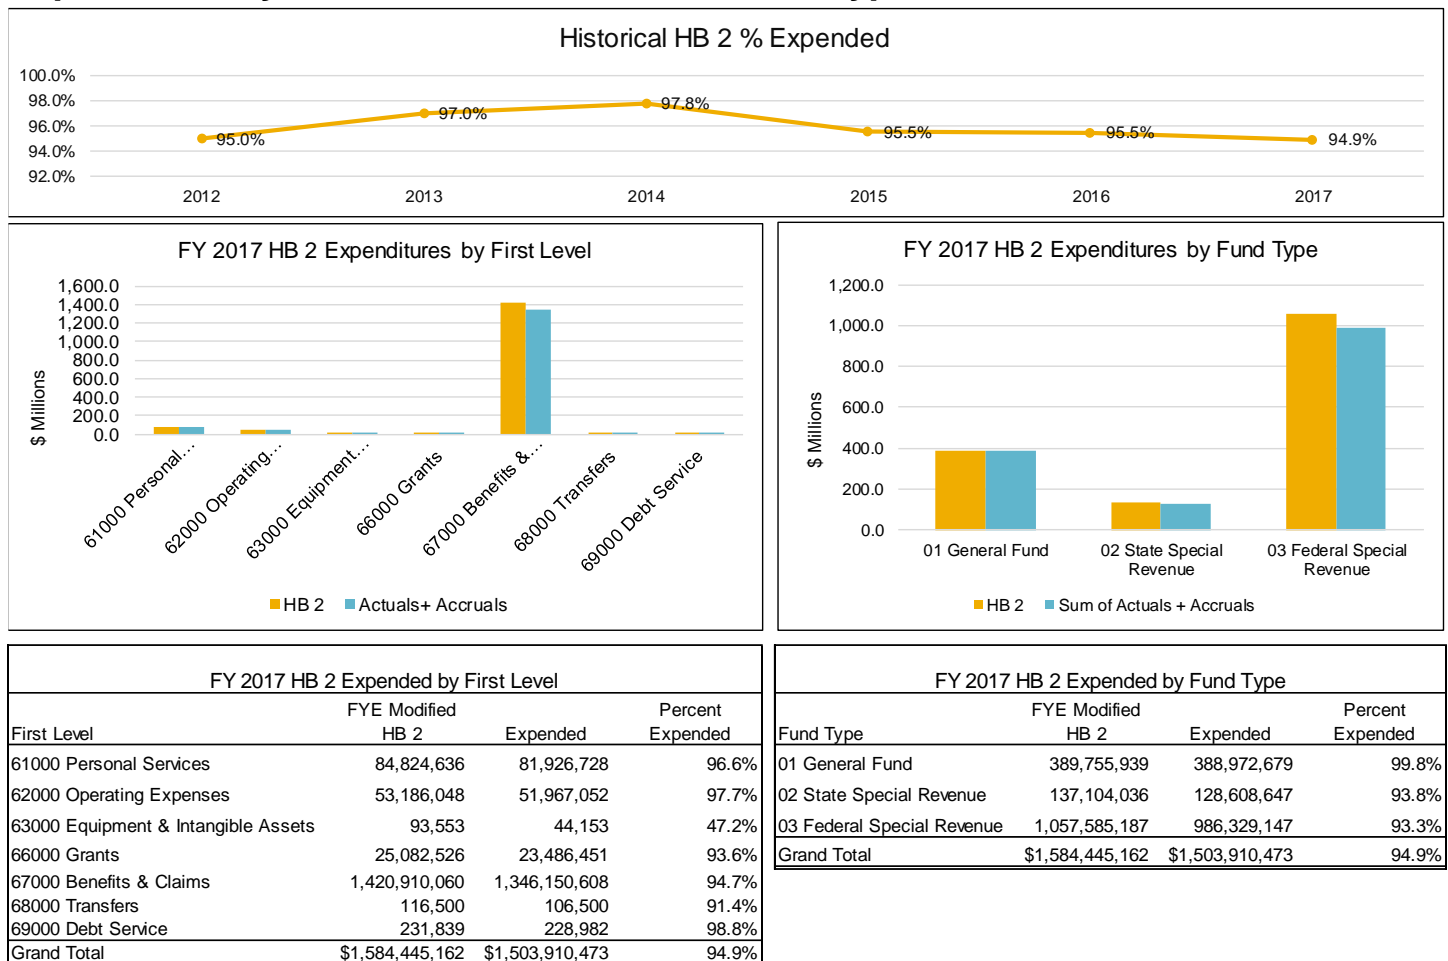 Historical HB 2 % Expended
100.0%
98.0%
96.0%
94.0%
92.0%
95.0%
97.0%
97.8%
95.5%
95.5%
94.9%
2012 2013 2014 2015 2016 2017
FY 2017 HB 2 Expenditures by First Level
1,600.0
1,400.0
1,200.0
1,000.0
800.0
600.0
400.0
200.0
0.0
$ Millions
61000 Personal...
62000 Operating...
63000 Equipment...
66000 Grants
67000 Benefits &...
68000 Transfers
69000 Debt Service
HB 2 Actuals+ Accruals
FY 2017 HB 2 Expenditures by Fund Type
1,200.0
1,000.0
800.0
600.0
400.0
200.0
0.0
$ Millions
01 General Fund
02 State Special
Revenue
03 Federal Special
Revenue
HB 2 Sum of Actuals + Accruals
FY 2017 HB 2 Expended by First Level
FYE Modified Percent
First Level HB 2 Expended Expended
61000 Personal Services 84,824,636 81,926,728 96.6%
62000 Operating Expenses 53,186,048 51,967,052 97.7%
63000 Equipment & Intangible Assets 93,553 44,153 47.2%
66000 Grants 25,082,526 23,486,451 93.6%
67000 Benefits & Claims 1,420,910,060 1,346,150,608 94.7%
68000 Transfers 116,500 106,500 91.4%
69000 Debt Service 231,839 228,982 98.8%
Grand Total $1,584,445,162 $1,503,910,473 94.9%
FY 2017 HB 2 Expended by Fund Type
FYE Modified Percent
Fund Type HB 2 Expended Expended
01 General Fund 389,755,939 388,972,679 99.8%
02 State Special Revenue 137,104,036 128,608,647 93.8%
03 Federal Special Revenue 1,057,585,187 986,329,147 93.3%
Grand Total $1,584,445,162 $1,503,910,473 94.9%